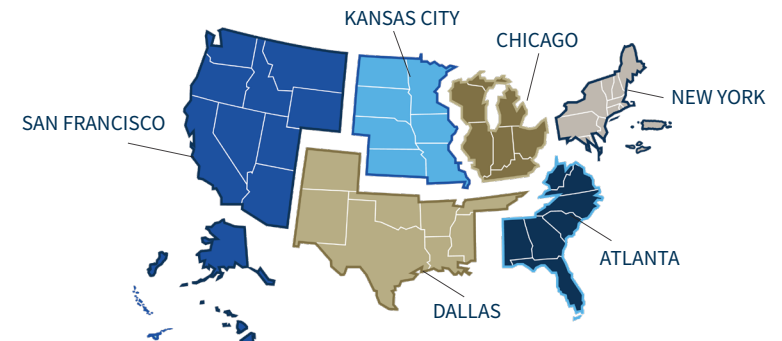 KANSAS CITY
CHICAGO
NEW YORK
SAN FRANCISCO
ATLANTA
DALLAS